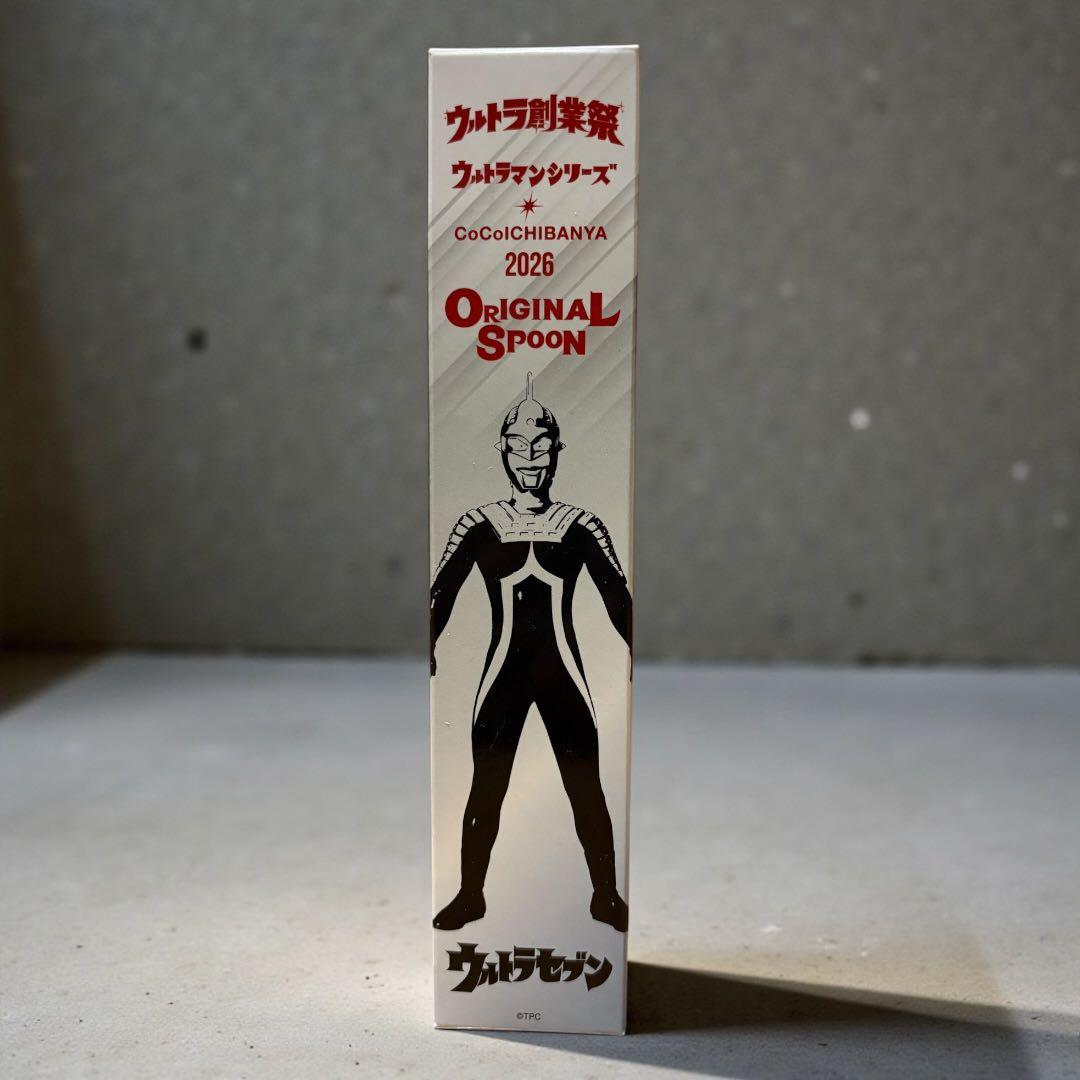 ウルトラ創業祭
ウルトラマンシリーズ
CoCoICHIBANYA
2026
ORIGINAL
SPOON
ウルトラセブン
©TPC